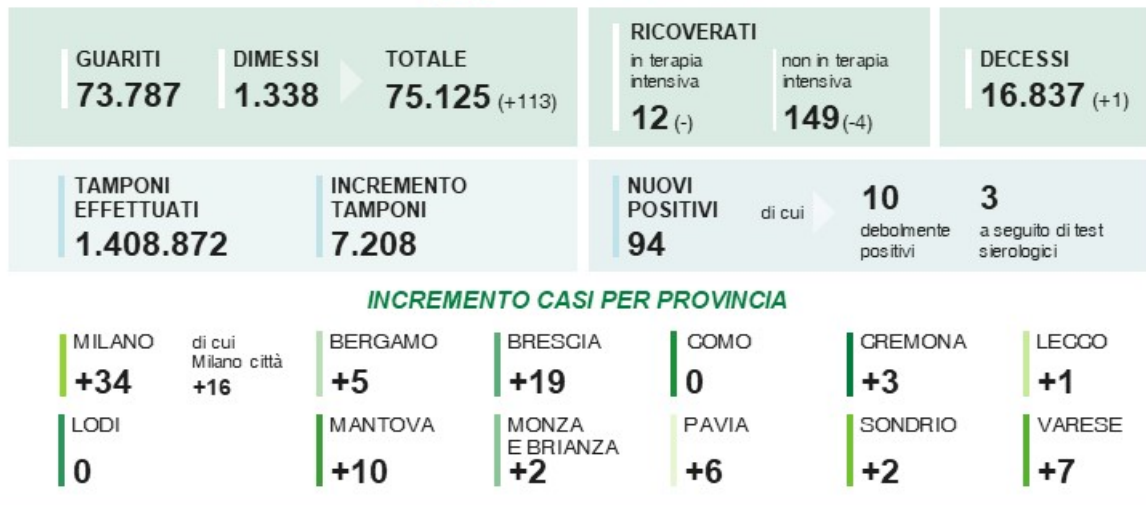 GUARITI
73.787
DIMESSI
1.338
TOTALE
75.125 (+113)
RICOVERATI
in terapia
intensiva
12 (-)
non in terapia
intensiva
149 (-4)
DECESSI
16.837 (+1)
TAMPONI
EFFETTUATI
1.408.872
INCREMENTO
TAMPONI
7.208
NUOVI
POSITIVI
94
di cui
10
debolmente
positivi
3
a seguito di test
sierologici
INCREMENTO CASI PER PROVINCIA
MILANO
+34
di cui
Milano città
+16
BERGAMO
+5
BRESCIA
+19
COMO
0
CREMONA
+3
LECCO
+1
LODI
0
MANTOVA
+10
MONZA
E BRIANZA
+2
PAVIA
+6
SONDRIO
+2
VARESE
+7